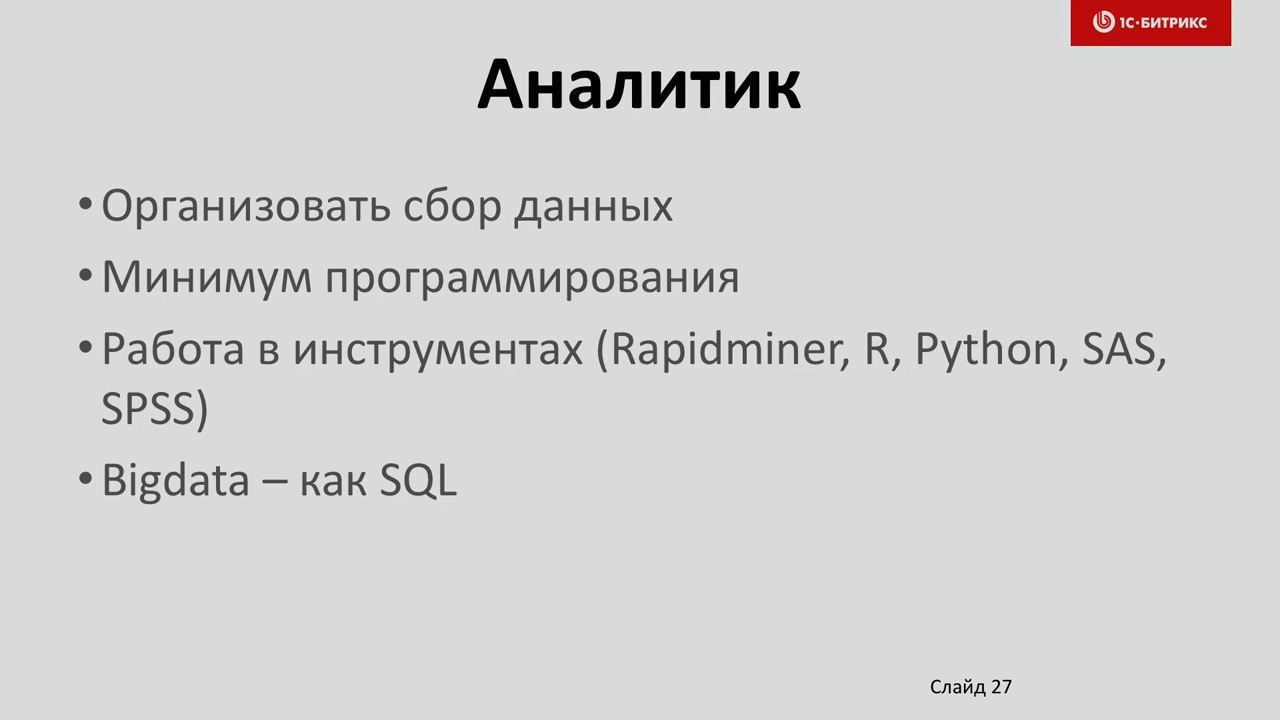 1С·БИТРИКС
Аналитик
• Организовать сбор данных
• Минимум программирования
• Работа в инструментах (Rapidminer, R, Python, SAS,
SPSS)
• Bigdata – как SQL
Слайд 27